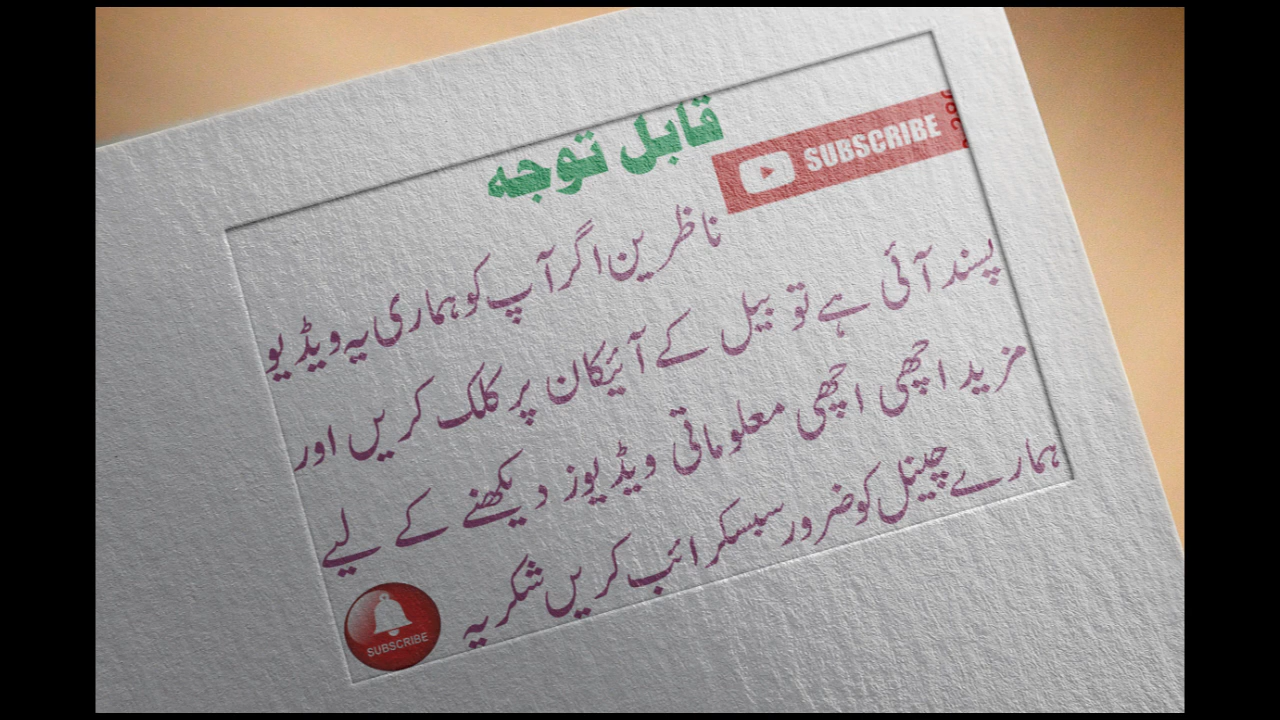 قابل توجہ
SUBSCRIBE
ناظرین اگر آپ کو ہماری یہ ویڈیو
پسند آئی ہے تو بیل کے آئیکان پر کلک کریں اور
مزید اچھی اچھی معلوماتی ویڈیوز دیکھنے کے لیے
ہمارے چینل کو ضرور سبسکرائب کریں شکریہ
SUBSCRIBE